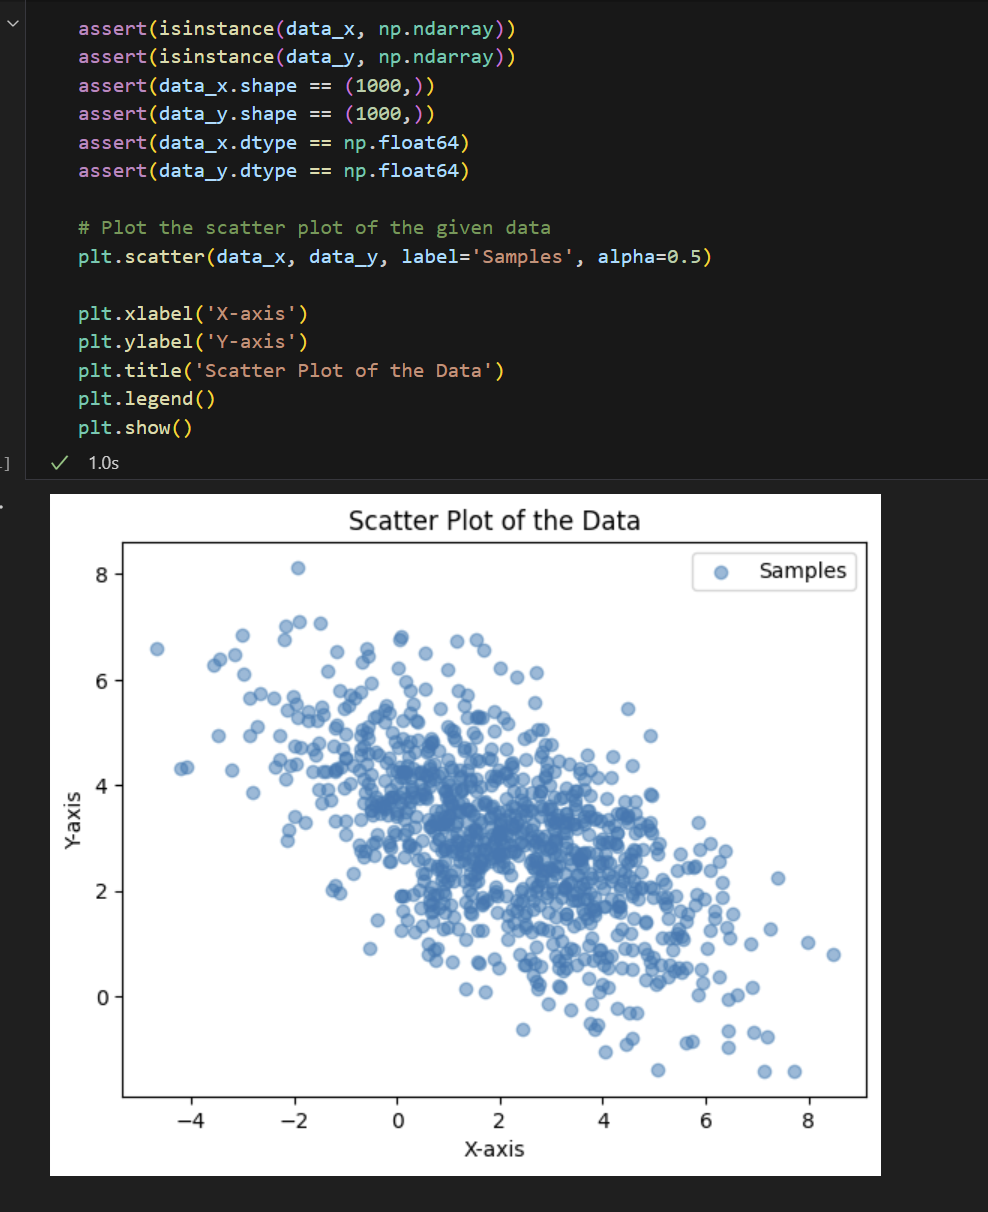 assert(isinstance(data_x, np.ndarray))
assert(isinstance(data_y, np.ndarray))
assert(data_x.shape == (1000,))
assert(data_y.shape == (1000,))
assert(data_x.dtype == np.float64)
assert(data_y.dtype == np.float64)
# Plot the scatter plot of the given data
plt.scatter(data_x, data_y, label='Samples', alpha=0.5)
plt.xlabel('X-axis')
plt.ylabel('Y-axis')
plt.title('Scatter Plot of the Data')
plt.legend()
plt.show()
]
1.0s
Scatter Plot of the Data
Samples
8
6
4
2
0
Y-axis
−4 −2 0 2 4 6 8
X-axis